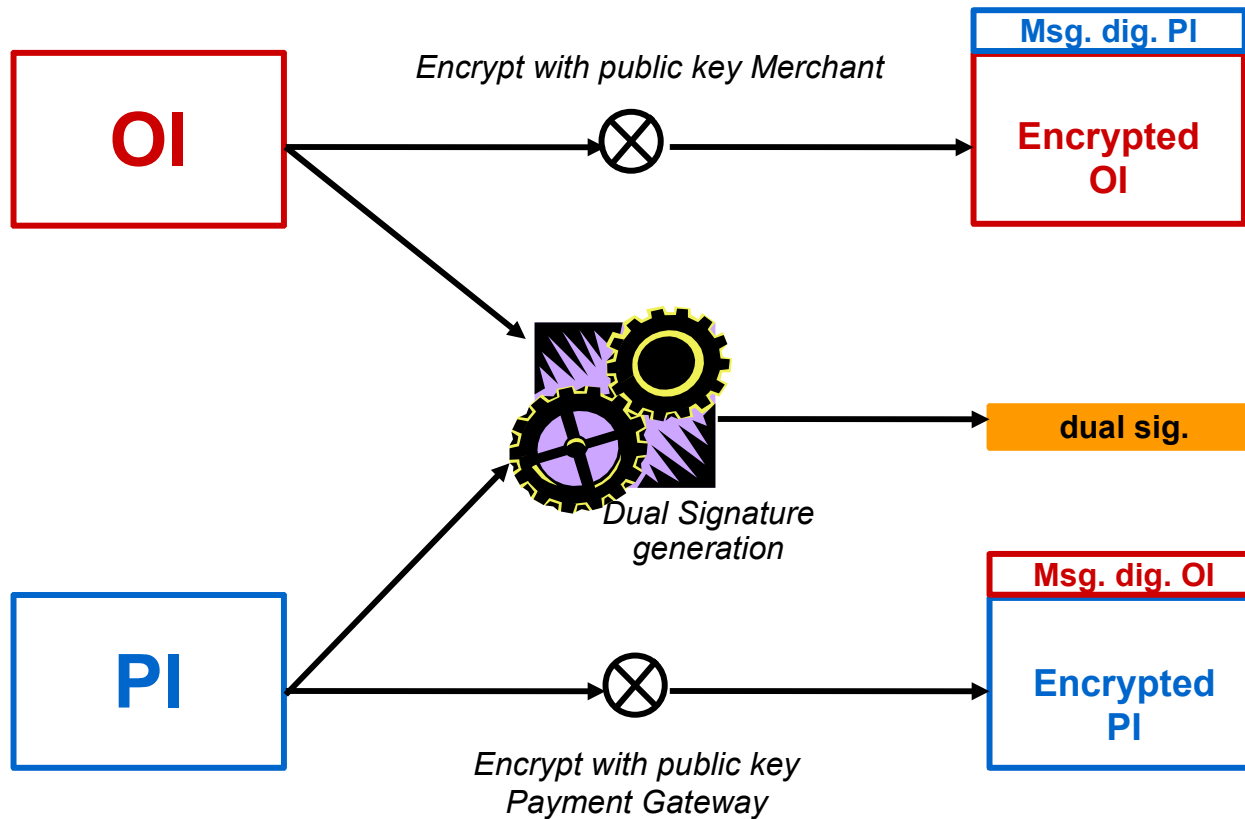 Msg. dig. PI
Encrypt with public key Merchant
OI
Encrypted
OI
dual sig.
Dual Signature
generation
Msg. dig. OI
PI
Encrypted
PI
Encrypt with public key
Payment Gateway